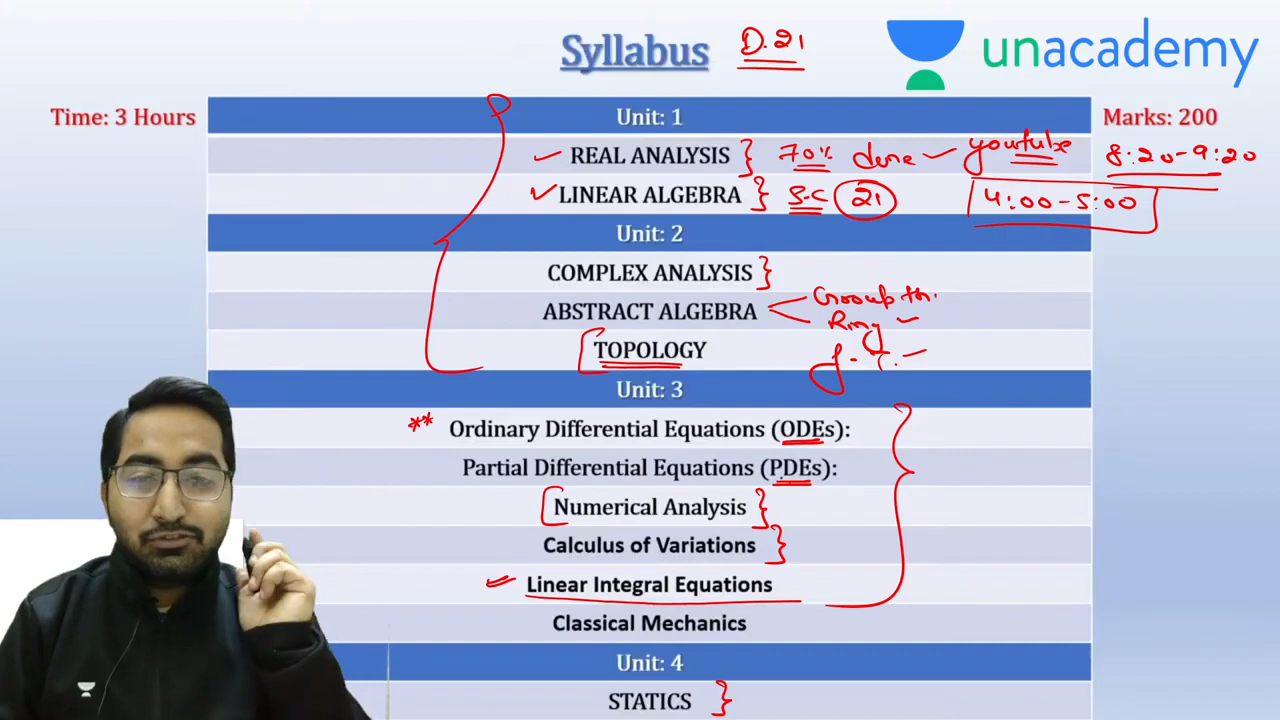 Syllabus D.21
unacademy
Time: 3 Hours
Unit: 1
Marks: 200
REAL ANALYSIS } 70% done youtube 8:20-9:20
LINEAR ALGEBRA } S.C 21 4:00-5:00
Unit: 2
COMPLEX ANALYSIS }
ABSTRACT ALGEBRA Group th.
Ring
TOPOLOGY
Unit: 3
** Ordinary Differential Equations (ODEs):
Partial Differential Equations (PDEs):
Numerical Analysis }
Calculus of Variations }
Linear Integral Equations
Classical Mechanics
Unit: 4
STATICS }